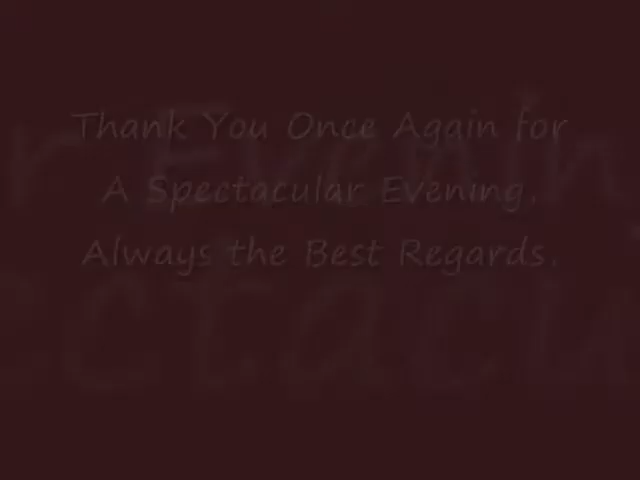 Thank You Once Again for
A Spectacular Evening.
Always the Best Regards.